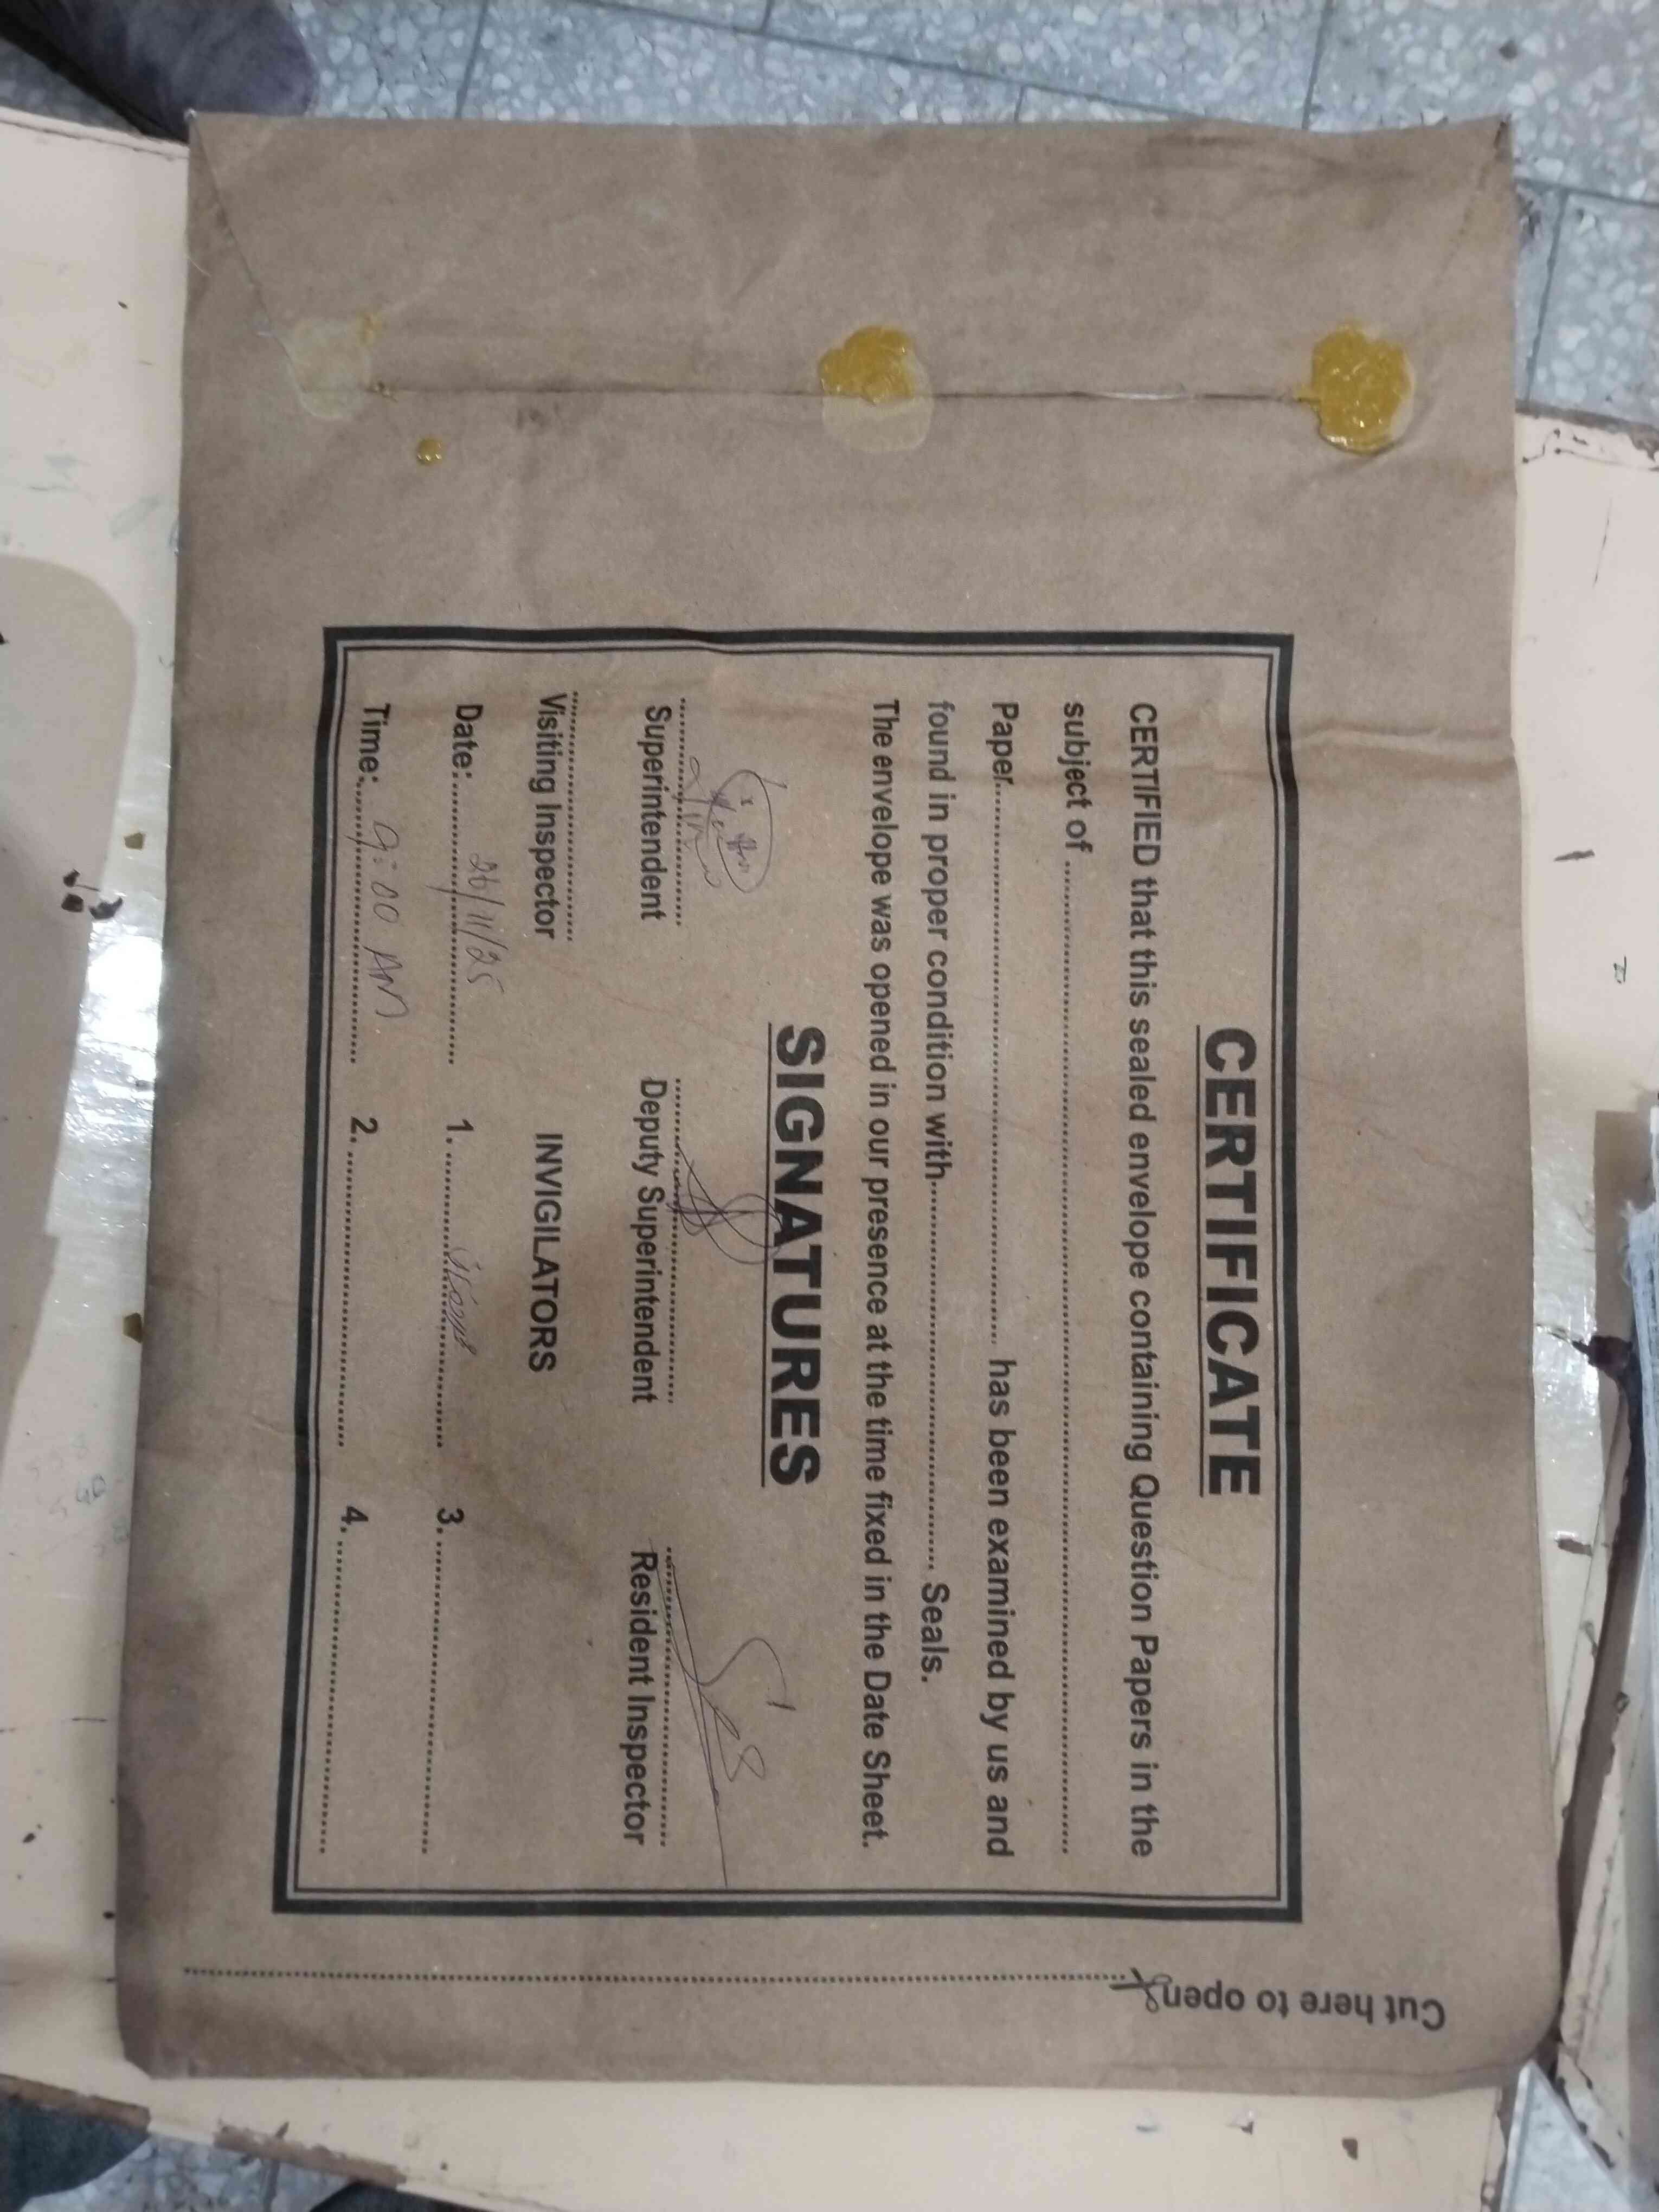 CERTIFICATE
CERTIFIED that this sealed envelope containing Question Papers in the
subject of ................................................................
Paper................................ has been examined by us and
found in proper condition with................................ Seals.
The envelope was opened in our presence at the time fixed in the Date Sheet.
SIGNATURES
Superintendent Deputy Superintendent Resident Inspector
Visiting Inspector INVIGILATORS
Date: 26/11/25 1. 3.
Time: 9:00 AM 2. 4.
Cut here to open